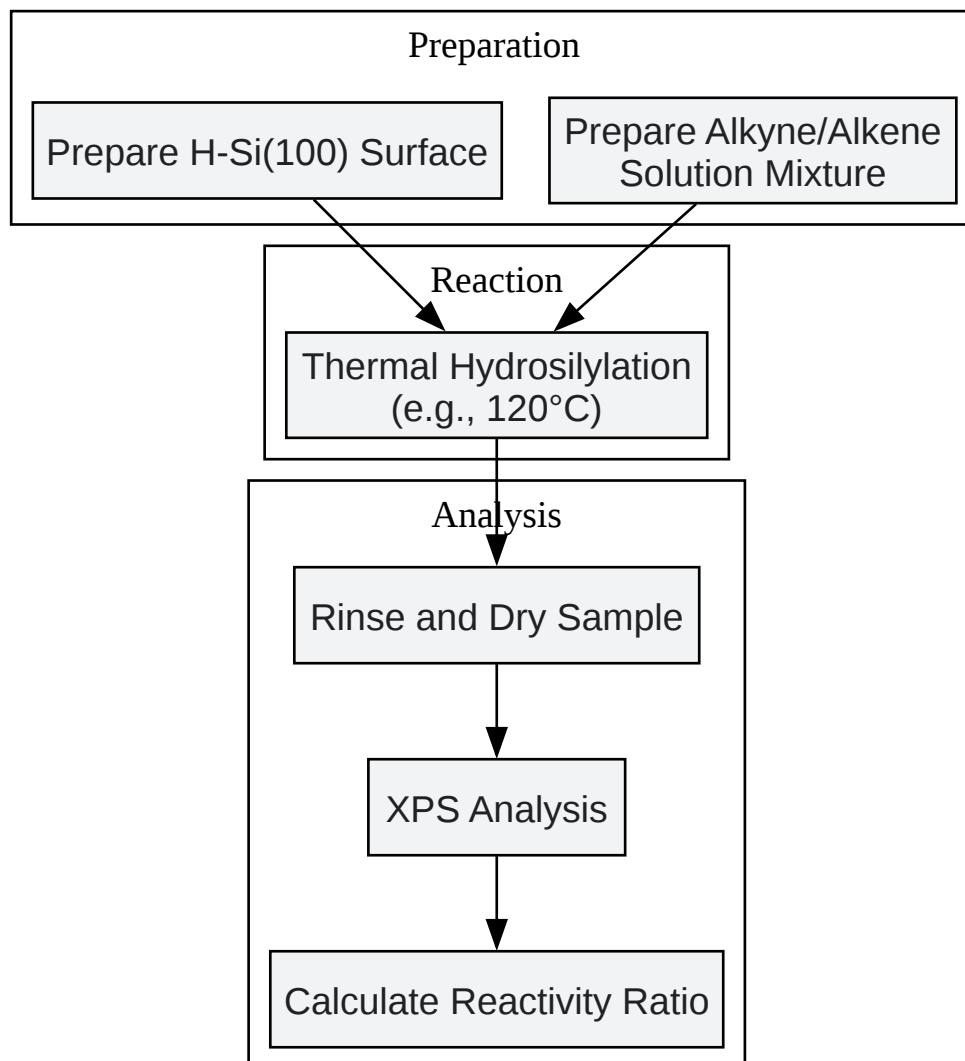 Preparation
Prepare H-Si(100) Surface
Prepare Alkyne/Alkene
Solution Mixture
Reaction
Thermal Hydrosilylation
(e.g., 120°C)
Analysis
Rinse and Dry Sample
XPS Analysis
Calculate Reactivity Ratio